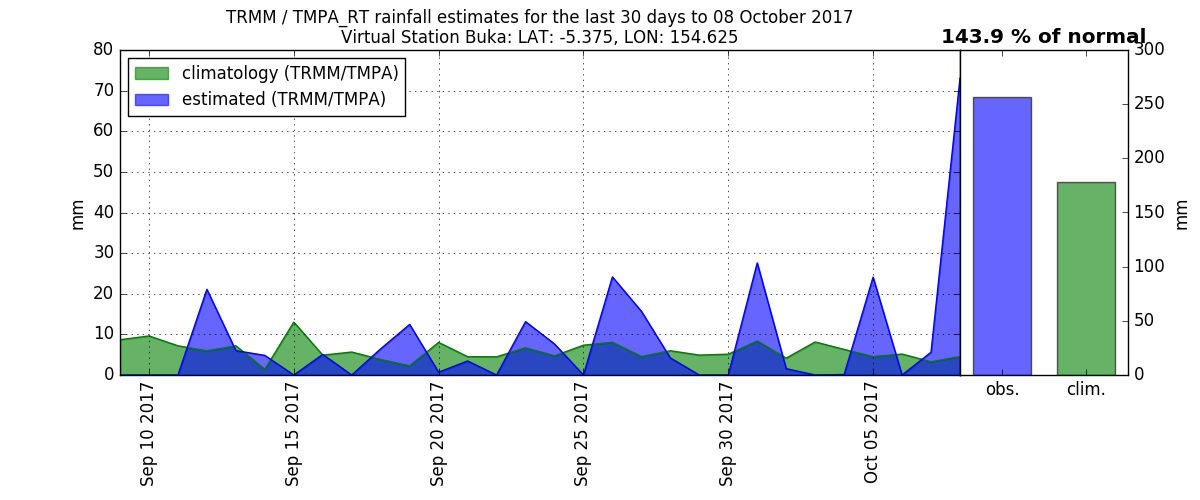 TRMM / TMPA_RT rainfall estimates for the last 30 days to 08 October 2017
Virtual Station Buka: LAT: -5.375, LON: 154.625
143.9 % of normal
climatology (TRMM/TMPA)
estimated (TRMM/TMPA)
80
70
60
50
40
30
20
10
0
mm
Sep 10 2017
Sep 15 2017
Sep 20 2017
Sep 25 2017
Sep 30 2017
Oct 05 2017
obs.
clim.
300
250
200
150
100
50
0
mm